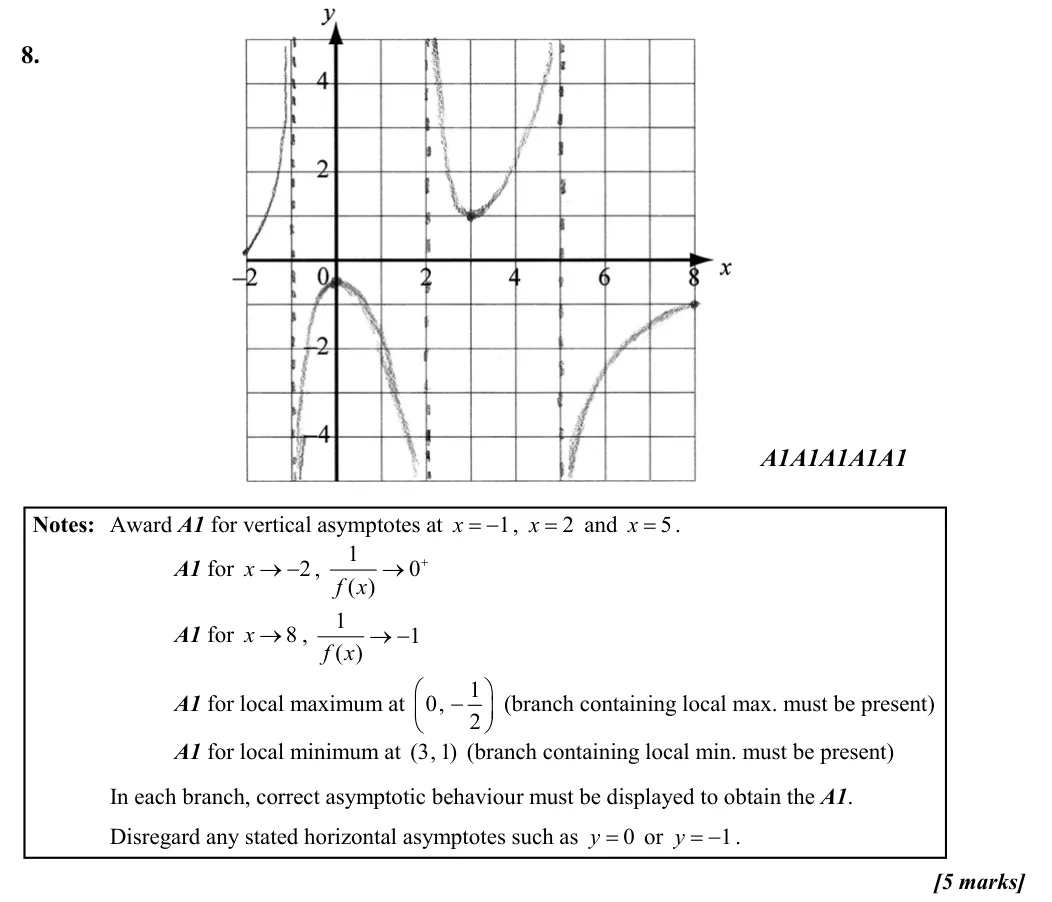 8.
y
4
2
−2 0 2 4 6 8 x
−2
−4
A1A1A1A1A1
Notes: Award A1 for vertical asymptotes at x = −1, x = 2 and x = 5.
A1 for x → −2, 1/f(x) → 0⁺
A1 for x → 8, 1/f(x) → −1
A1 for local maximum at (0, −1/2) (branch containing local max. must be present)
A1 for local minimum at (3, 1) (branch containing local min. must be present)
In each branch, correct asymptotic behaviour must be displayed to obtain the A1.
Disregard any stated horizontal asymptotes such as y = 0 or y = −1.
[5 marks]